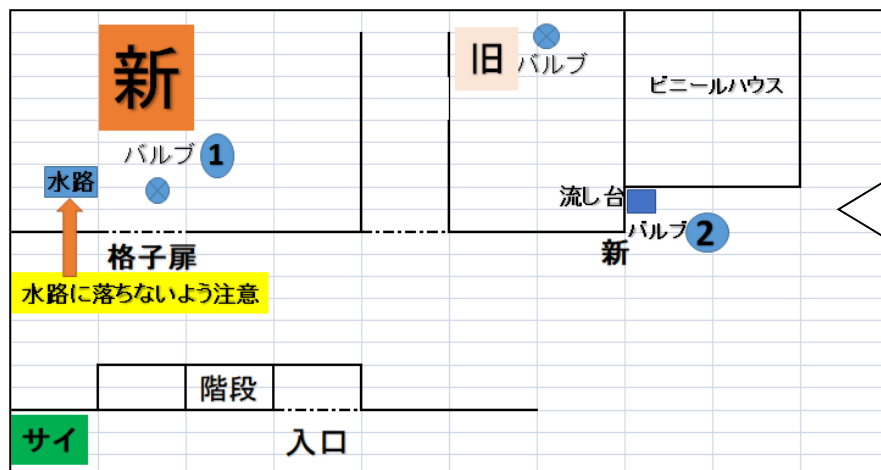 新
旧
バルブ
ビニールハウス
バルブ 1
水路
流し台
バルブ 2
新
格子扉
水路に落ちないよう注意
階段
サイ
入口